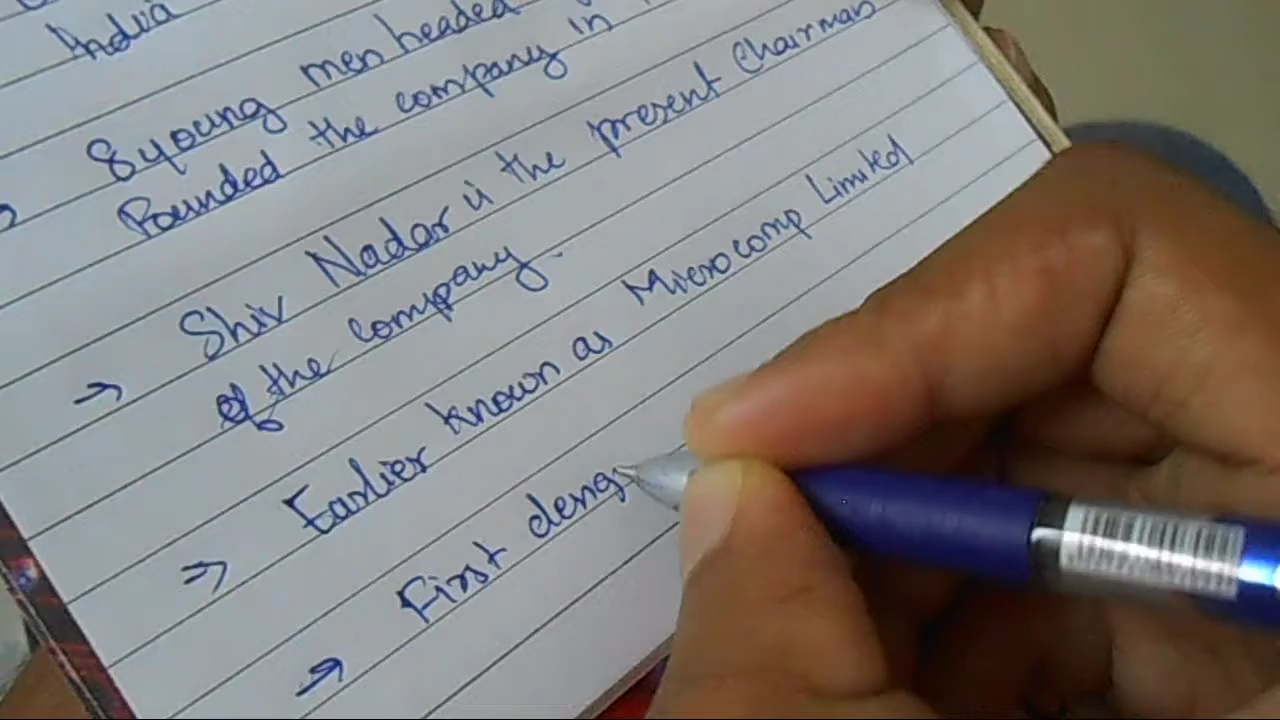 India
8 young men headed
Founded the company in
→ Shiv Nadar is the present Chairman
of the company.
→ Earlier known as Microcomp Limited
→ First deng